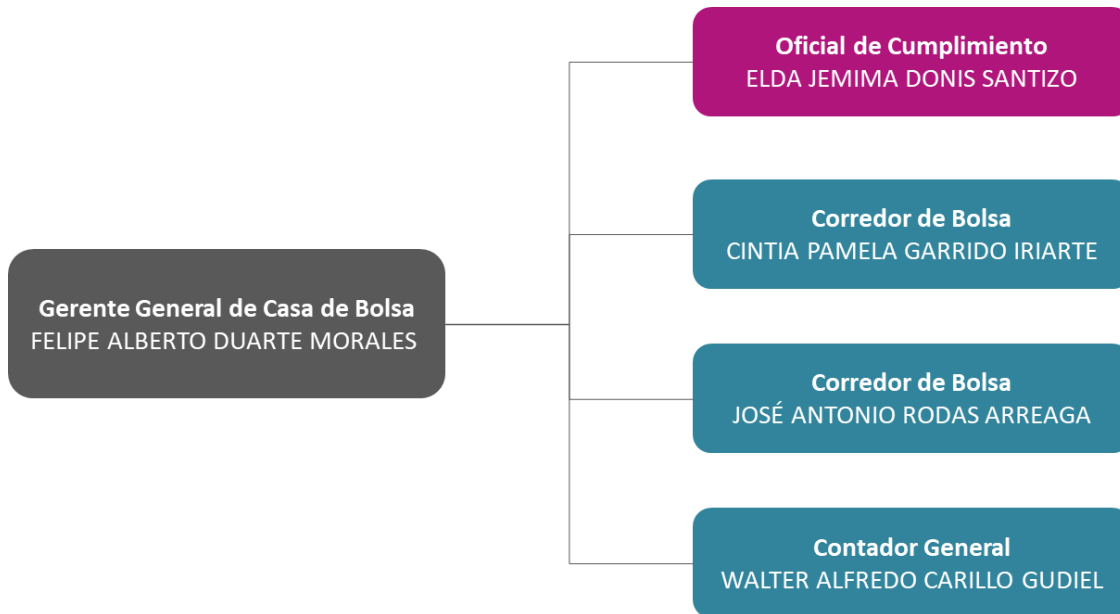 Oficial de Cumplimiento
ELDA JEMIMA DONIS SANTIZO
Corredor de Bolsa
CINTIA PAMELA GARRIDO IRIARTE
Gerente General de Casa de Bolsa
FELIPE ALBERTO DUARTE MORALES
Corredor de Bolsa
JOSÉ ANTONIO RODAS ARREAGA
Contador General
WALTER ALFREDO CARILLO GUDIEL